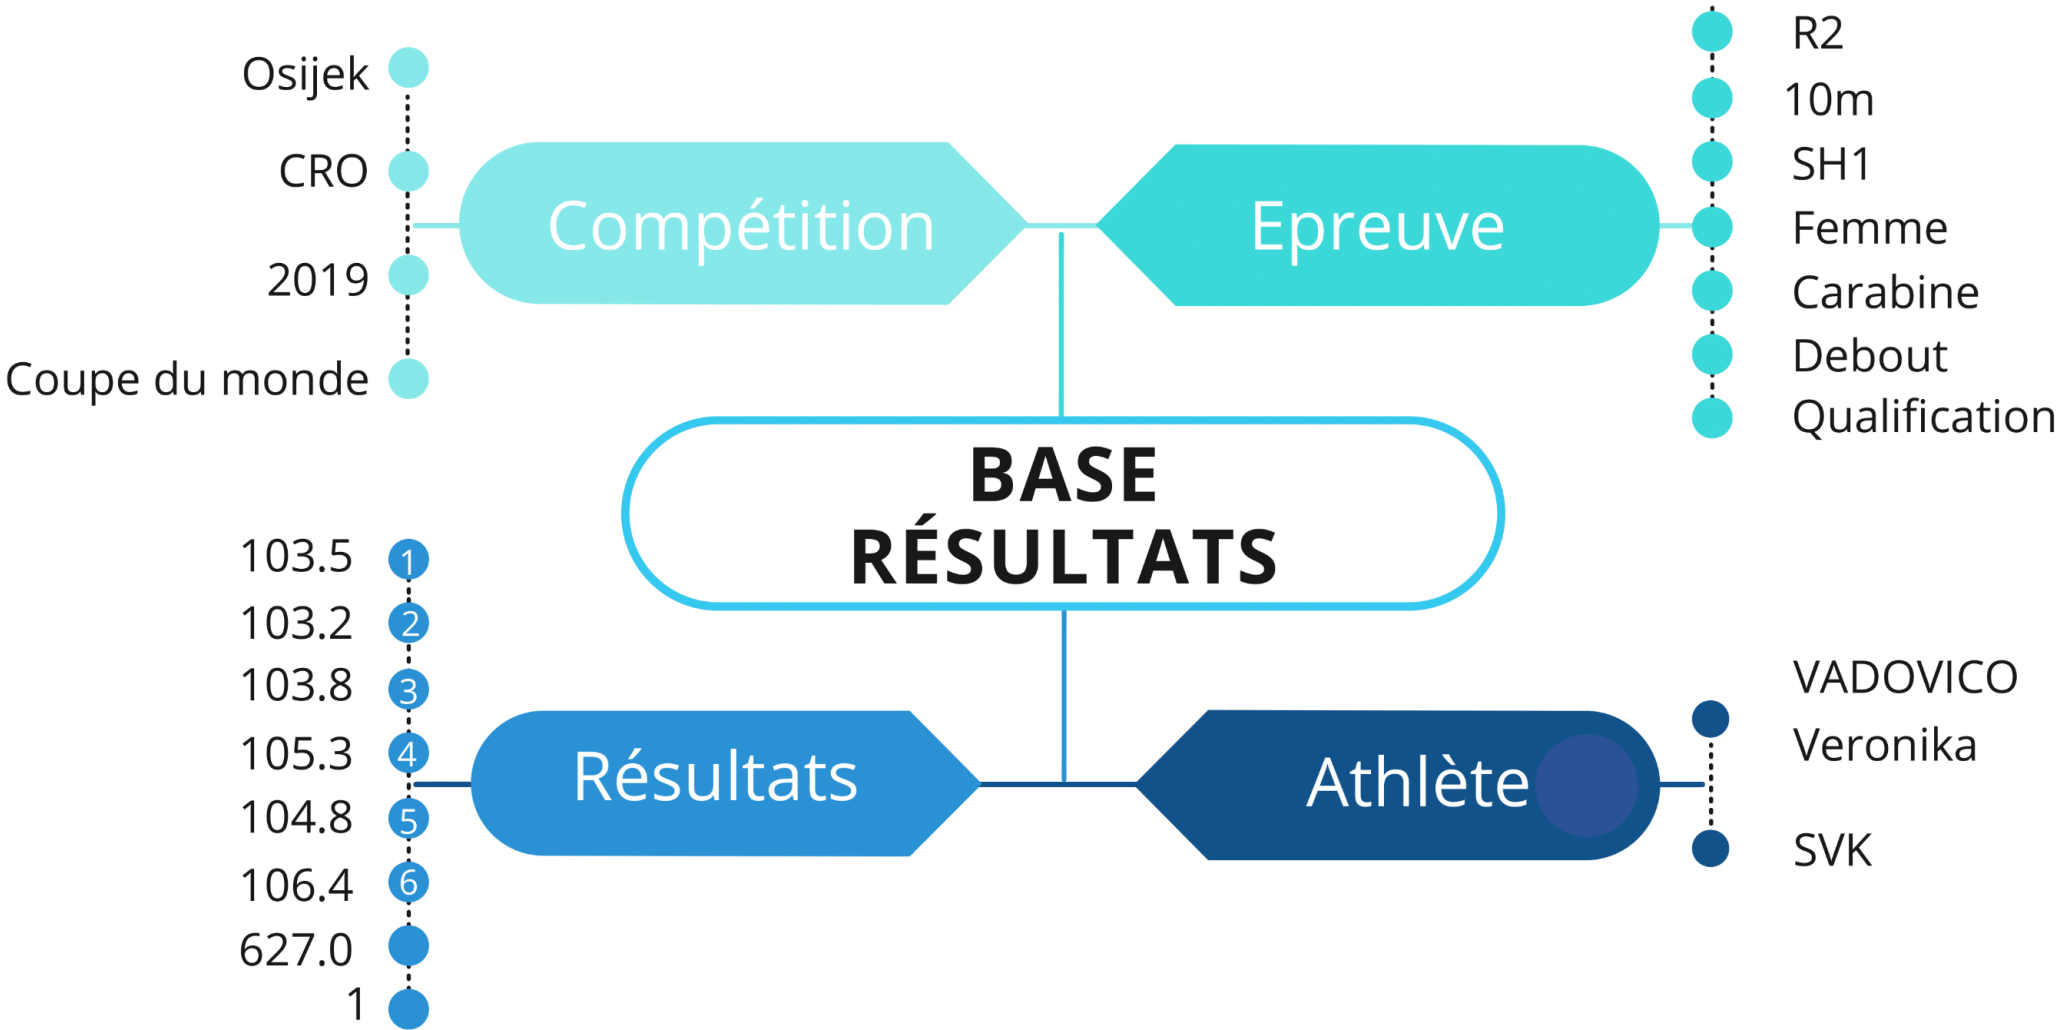 Osijek
CRO
2019
Coupe du monde
Compétition
Epreuve
R2
10m
SH1
Femme
Carabine
Debout
Qualification
BASE
RÉSULTATS
103.5 1
103.2 2
103.8 3
105.3 4
104.8 5
106.4 6
627.0
1
Résultats
Athlète
VADOVICO
Veronika
SVK